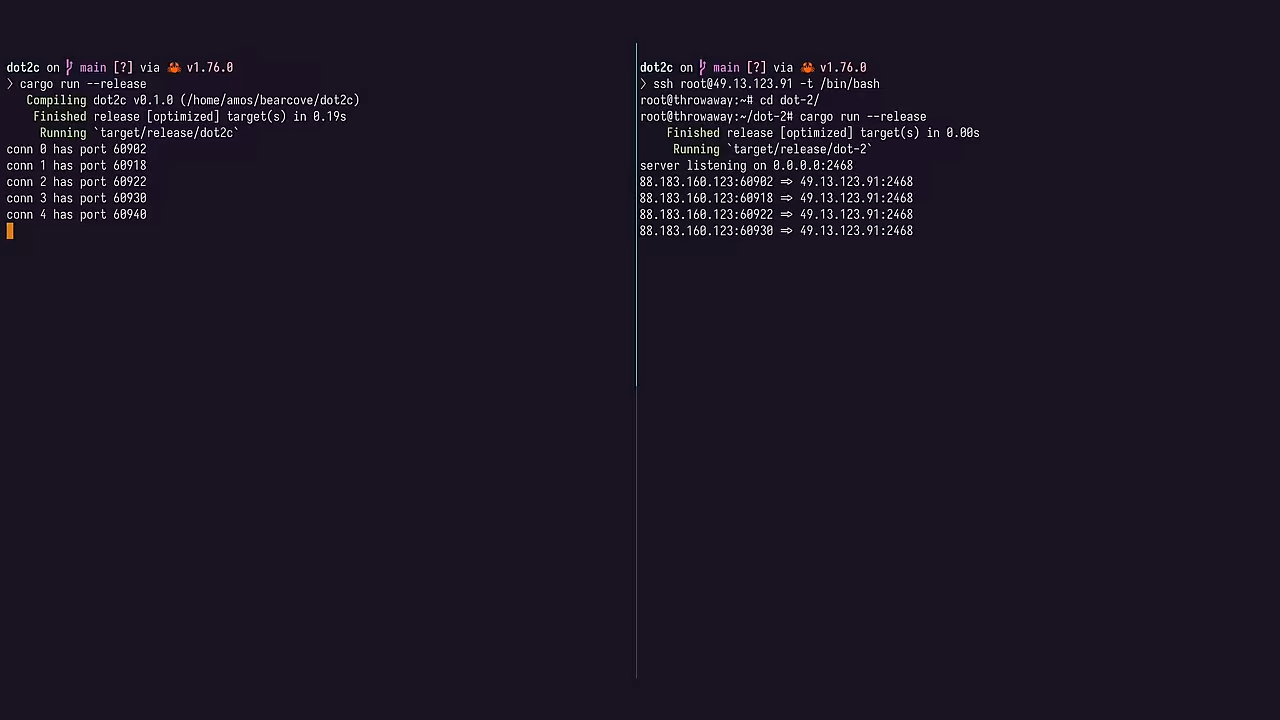 dot2c on main [?] via 🦀 v1.76.0
❯ cargo run --release
Compiling dot2c v0.1.0 (/home/amos/bearcove/dot2c)
Finished release [optimized] target(s) in 0.19s
Running `target/release/dot2c`
conn 0 has port 60902
conn 1 has port 60918
conn 2 has port 60922
conn 3 has port 60930
conn 4 has port 60940
dot2c on main [?] via 🦀 v1.76.0
❯ ssh root@49.13.123.91 -t /bin/bash
root@throwaway:~# cd dot-2/
root@throwaway:~/dot-2# cargo run --release
Finished release [optimized] target(s) in 0.00s
Running `target/release/dot-2`
server listening on 0.0.0.0:2468
88.183.160.123:60902 => 49.13.123.91:2468
88.183.160.123:60918 => 49.13.123.91:2468
88.183.160.123:60922 => 49.13.123.91:2468
88.183.160.123:60930 => 49.13.123.91:2468